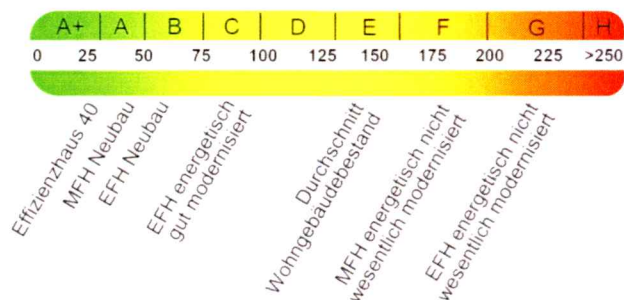 A+ A B C D E F G H
0 25 50 75 100 125 150 175 200 225 >250
Effizienzhaus 40
MFH Neubau
EFH Neubau
EFH energetisch
gut modernisiert
Durchschnitt
Wohngebäudebestand
MFH energetisch nicht
wesentlich modernisiert
EFH energetisch nicht
wesentlich modernisiert